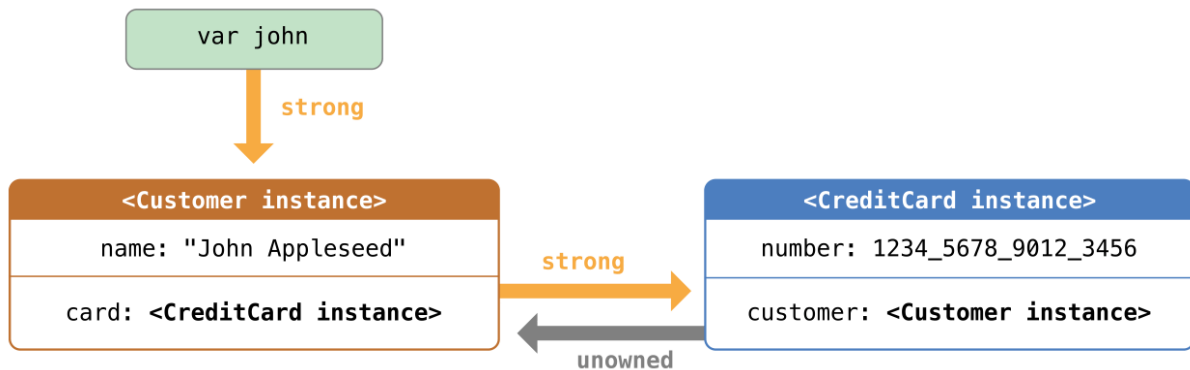 var john
strong
<Customer instance>
name: "John Appleseed"
card: <CreditCard instance>
strong
unowned
<CreditCard instance>
number: 1234_5678_9012_3456
customer: <Customer instance>